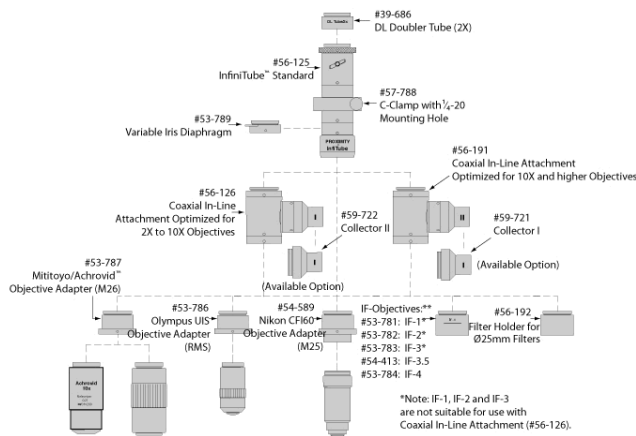 #39-686
DL Doubler Tube (2X)
#56-125
InfiniTube™ Standard
#57-788
C-Clamp with ¼-20
Mounting Hole
#53-789
Variable Iris Diaphragm
PROXIMITY
InfiTube
#56-191
Coaxial In-Line Attachment
Optimized for 10X and higher Objectives
#56-126
Coaxial In-Line
Attachment Optimized for
2X to 10X Objectives
I
II
#59-722
Collector II
#59-721
Collector I
I
I
(Available Option)
(Available Option)
#53-787
Mititoyo/Achrovid™
Objective Adapter (M26)
#53-786
Olympus UIS
Objective Adapter
(RMS)
#54-589
Nikon CFI60
Objective Adapter
(M25)
IF-Objectives:**
#53-781: IF-1*
#53-782: IF-2*
#53-783: IF-3*
#54-413: IF-3.5
#53-784: IF-4
#56-192
Filter Holder for
Ø25mm Filters
*Note: IF-1, IF-2 and IF-3
are not suitable for use with
Coaxial In-Line Attachment (#56-126).